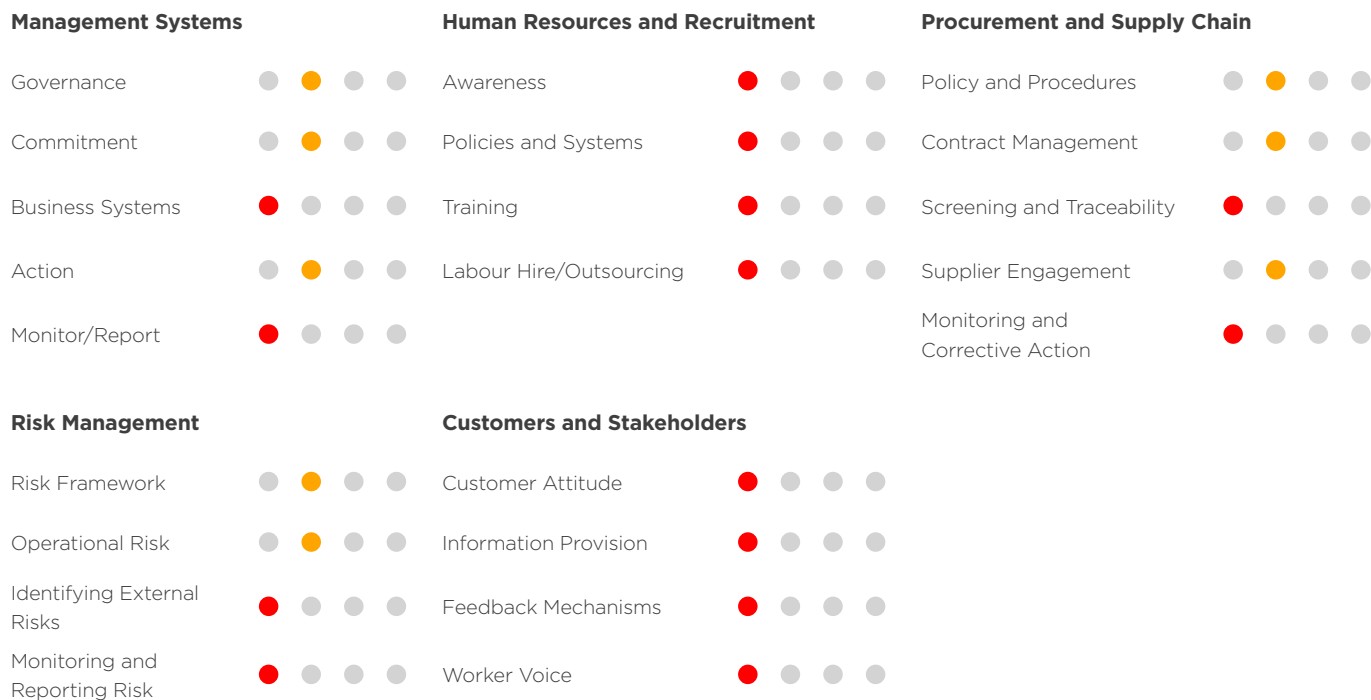 Management Systems
Governance
Commitment
Business Systems
Action
Monitor/Report
Human Resources and Recruitment
Awareness
Policies and Systems
Training
Labour Hire/Outsourcing
Procurement and Supply Chain
Policy and Procedures
Contract Management
Screening and Traceability
Supplier Engagement
Monitoring and
Corrective Action
Risk Management
Risk Framework
Operational Risk
Identifying External
Risks
Monitoring and
Reporting Risk
Customers and Stakeholders
Customer Attitude
Information Provision
Feedback Mechanisms
Worker Voice